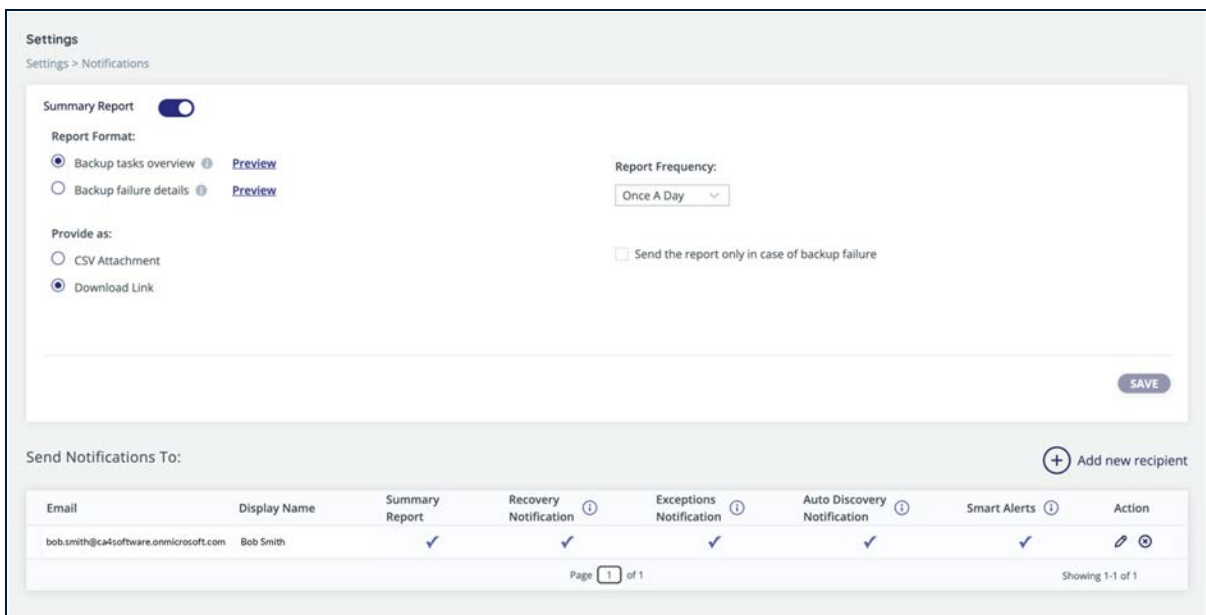 Settings
Settings > Notifications
Summary Report
Report Format:
Backup tasks overview i Preview
Backup failure details i Preview
Report Frequency:
Once A Day
Provide as:
CSV Attachment
Download Link
Send the report only in case of backup failure
SAVE
Send Notifications To:
Add new recipient
Email Display Name Summary Report Recovery Notification i Exceptions Notification i Auto Discovery Notification i Smart Alerts i Action
bob.smith@ca4software.onmicrosoft.com Bob Smith
Page 1 of 1 Showing 1-1 of 1